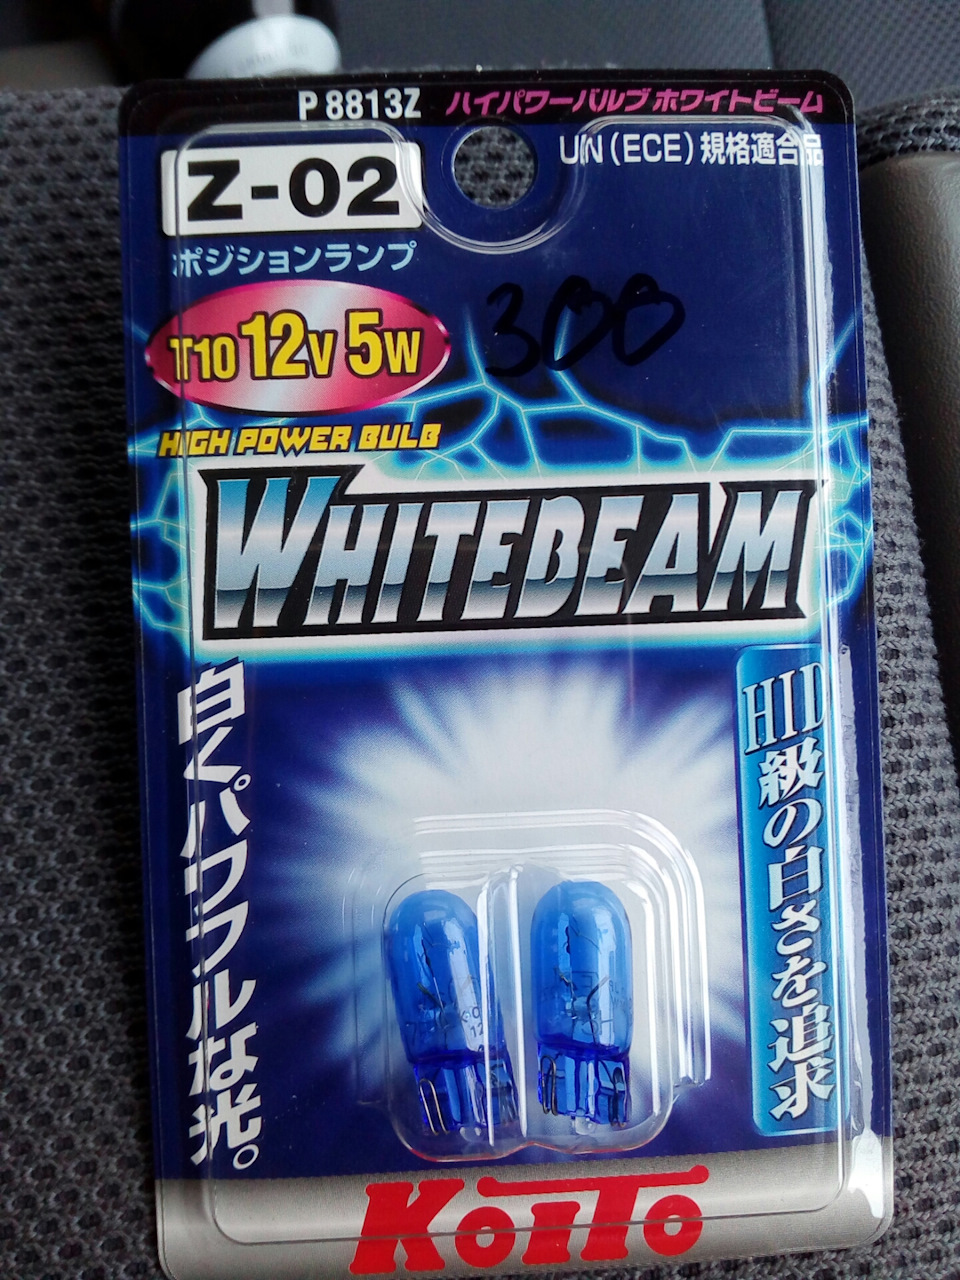 P8813Z ハイパワーバルブ ホワイトビーム
UN(ECE)規格適合品
Z-02
ポジションランプ
T10 12V 5W
300
HIGH POWER BULB
WHITEBEAM
白くパワフルな光。
HID級の白さを追求
KOITO